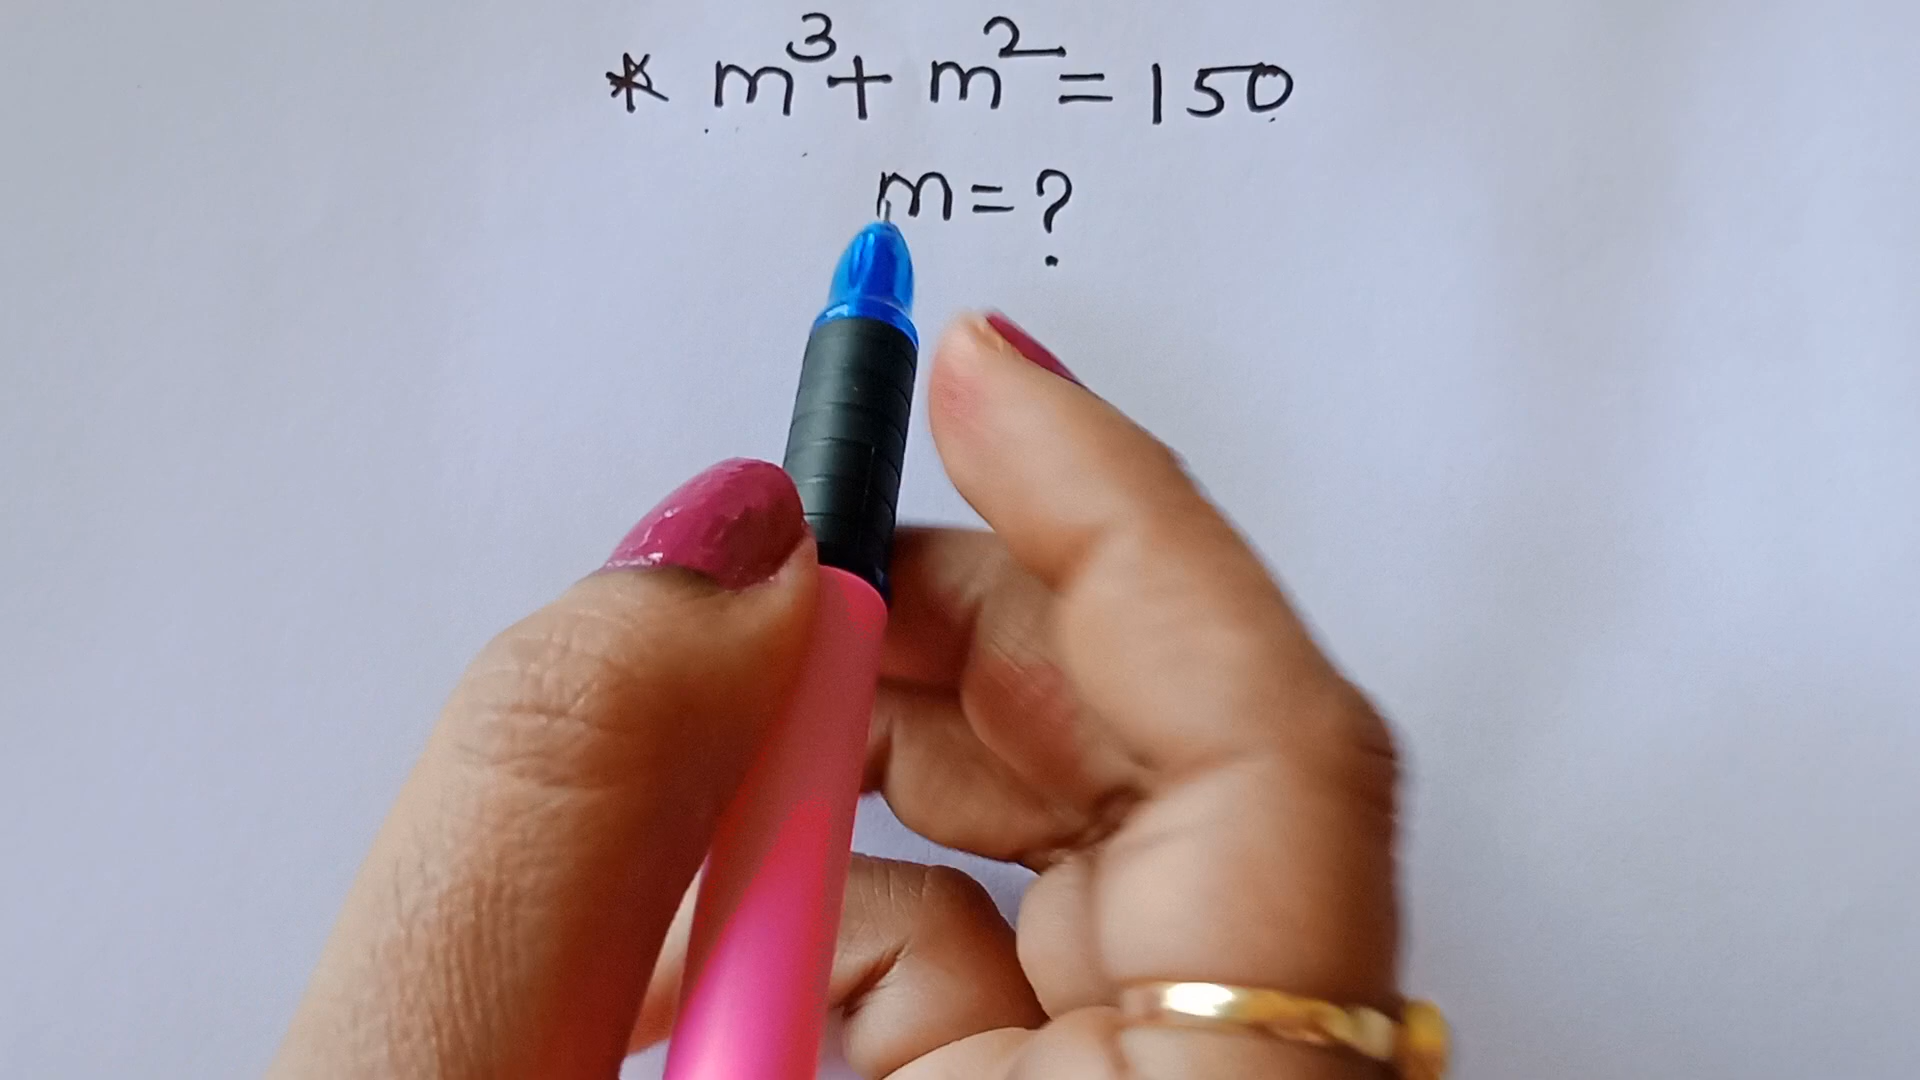 * m³ + m² = 150
m = ?